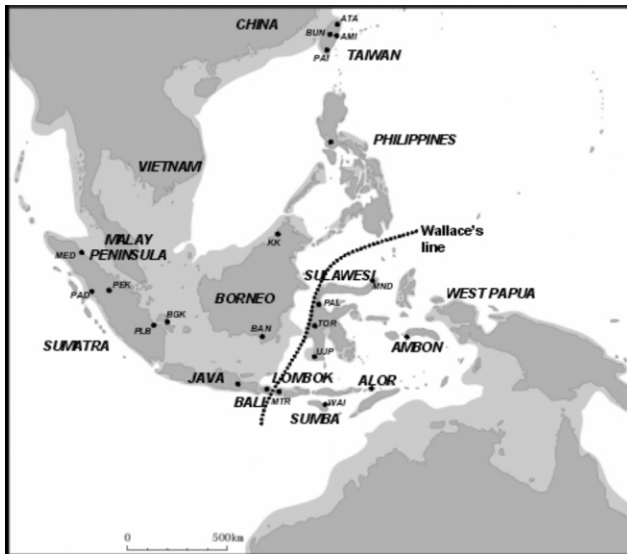 CHINA
ATA
BUN
AMI
PAI
TAIWAN
PHILIPPINES
VIETNAM
Wallace's
line
MALAY
PENINSULA
MED
KK
SULAWESI
MND
WEST PAPUA
PEK
PAD
BORNEO
PAL
BGK
PLB
TOR
BAN
AMBON
SUMATRA
UJP
JAVA
LOMBOK
ALOR
BALI
MTR
WAI
SUMBA
0
500km